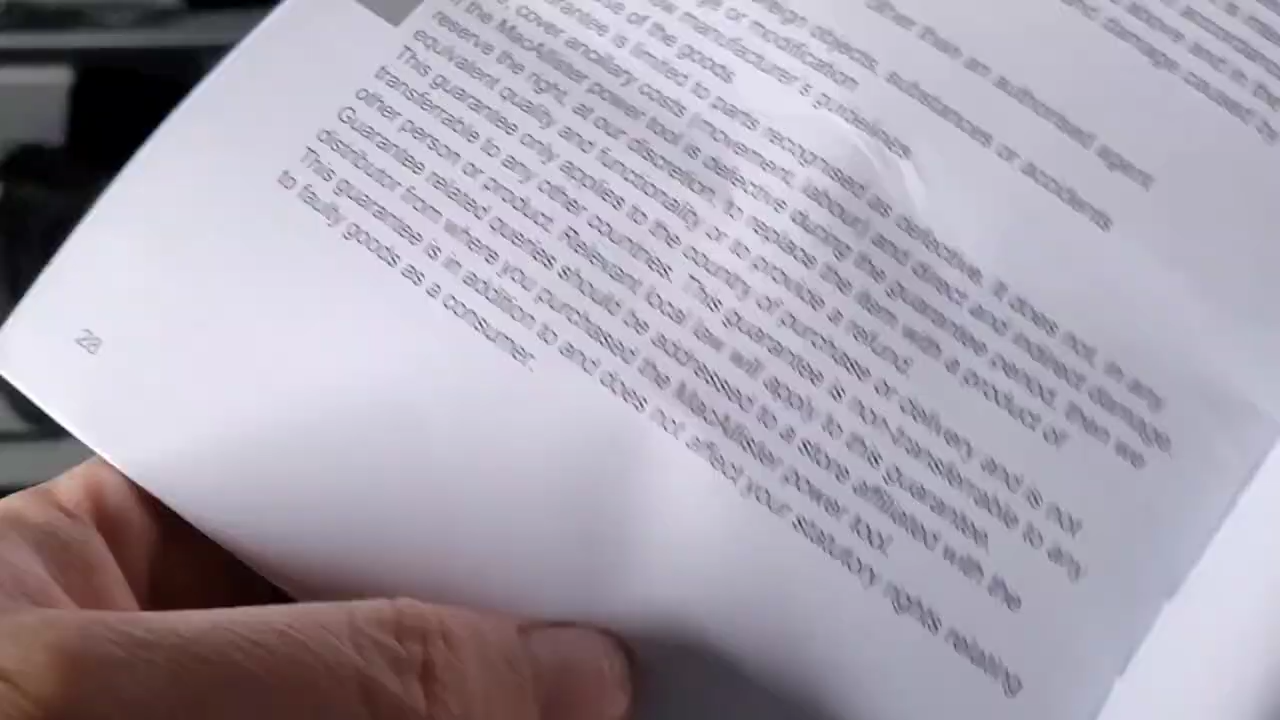 Other than an authorised agent
objects, substances or accidents
or modification
manufacturer's guidelines
of the goods.
guarantee is limited to parts recognised as defective. It does not, in any
cover ancillary costs (movement, labour) and direct and indirect damage.
the MacAllister power tool is defective during the guarantee period, then we
reserve the right, at our discretion, to replace the item with a product of
equivalent quality and functionality or to provide a refund.
This guarantee only applies to the country of purchase or delivery and is not
transferrable to any other countries. This guarantee is non-transferrable to any
other person or product. Relevant local law will apply to this guarantee.
Guarantee related queries should be addressed to a store affiliated with the
distributor from where you purchased the MacAllister power tool.
This guarantee is in addition to and does not affect your statutory rights relating
to faulty goods as a consumer.
28